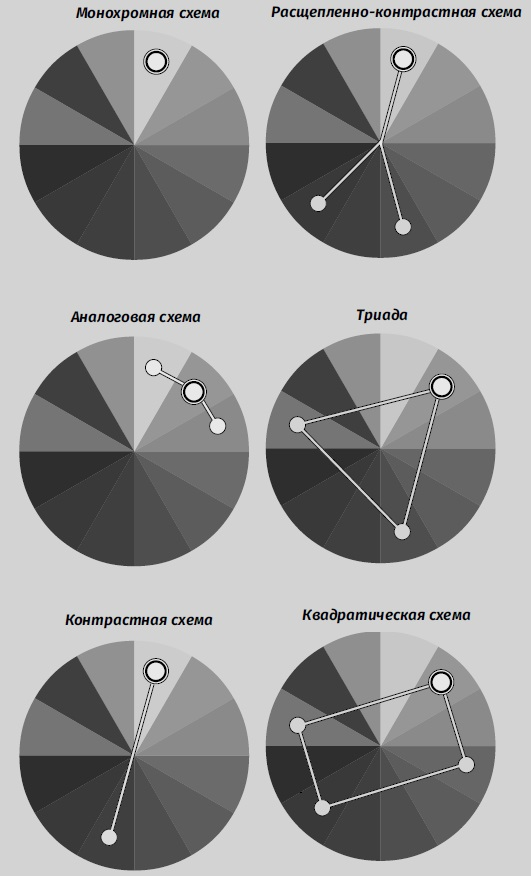 Монохромная схема
Расщепленно-контрастная схема
Аналоговая схема
Триада
Контрастная схема
Квадратическая схема